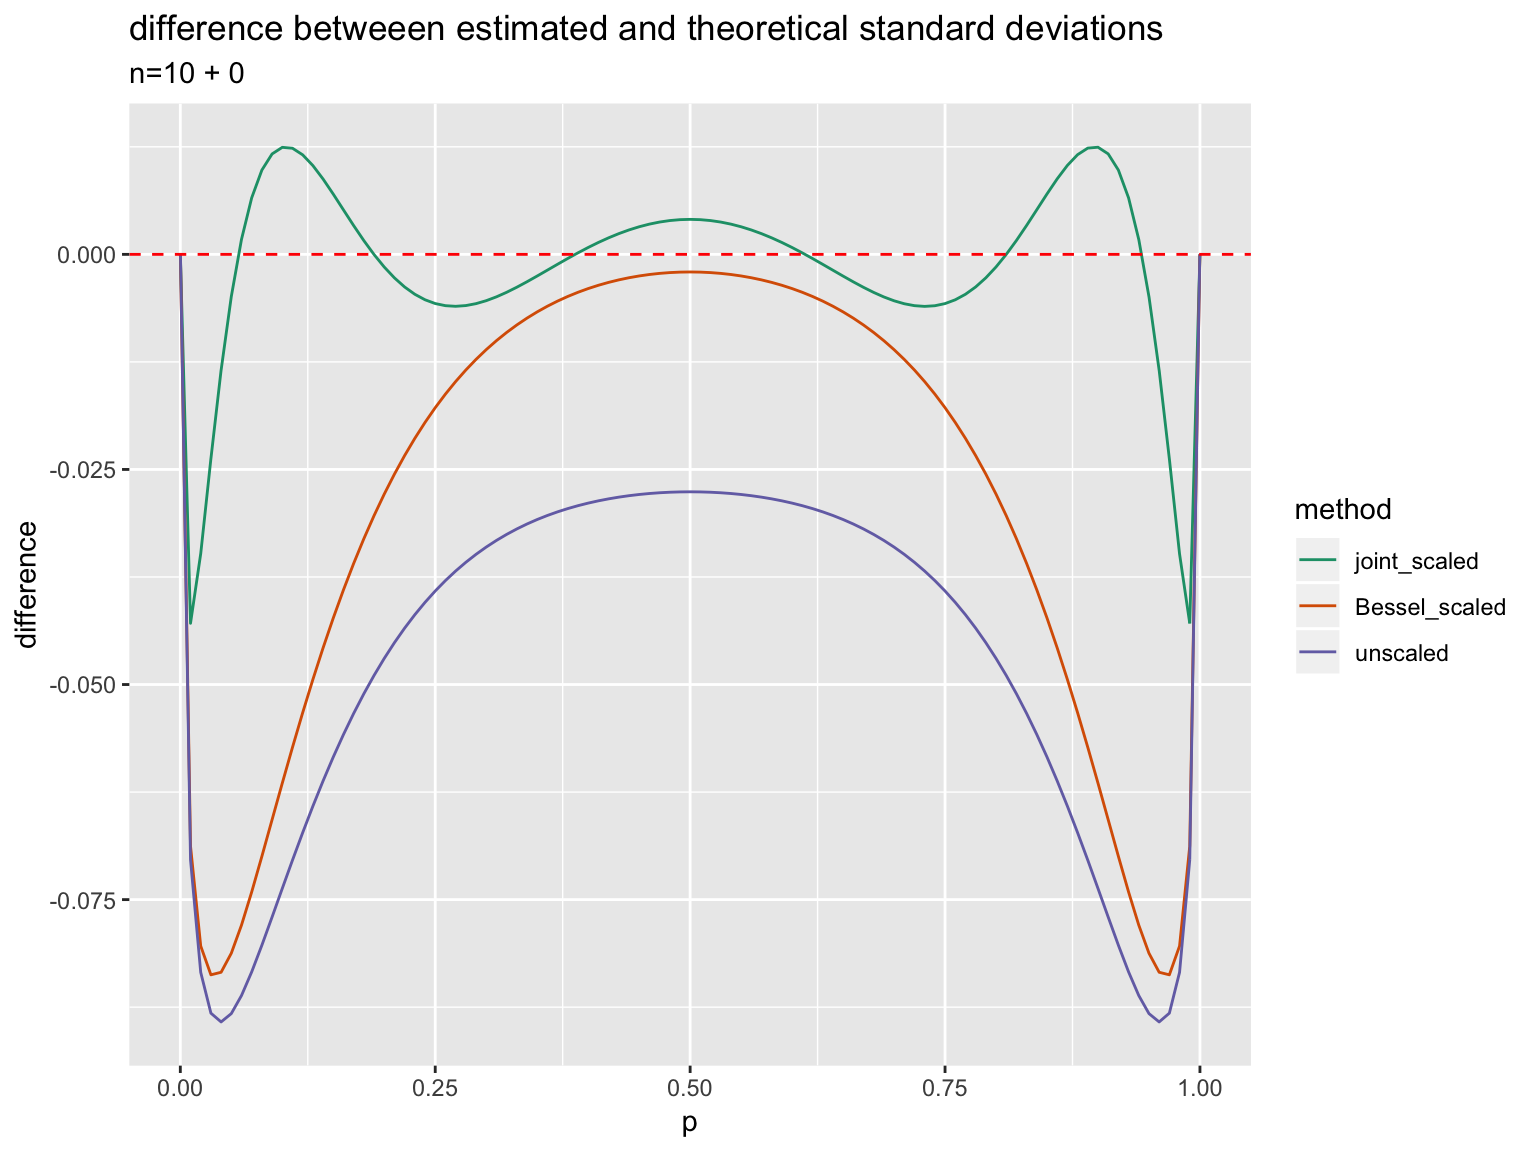 difference betweeen estimated and theoretical standard deviations
n=10 + 0
0.000
-0.025
-0.050
-0.075
difference
0.00
0.25
0.50
0.75
1.00
p
method
joint_scaled
Bessel_scaled
unscaled